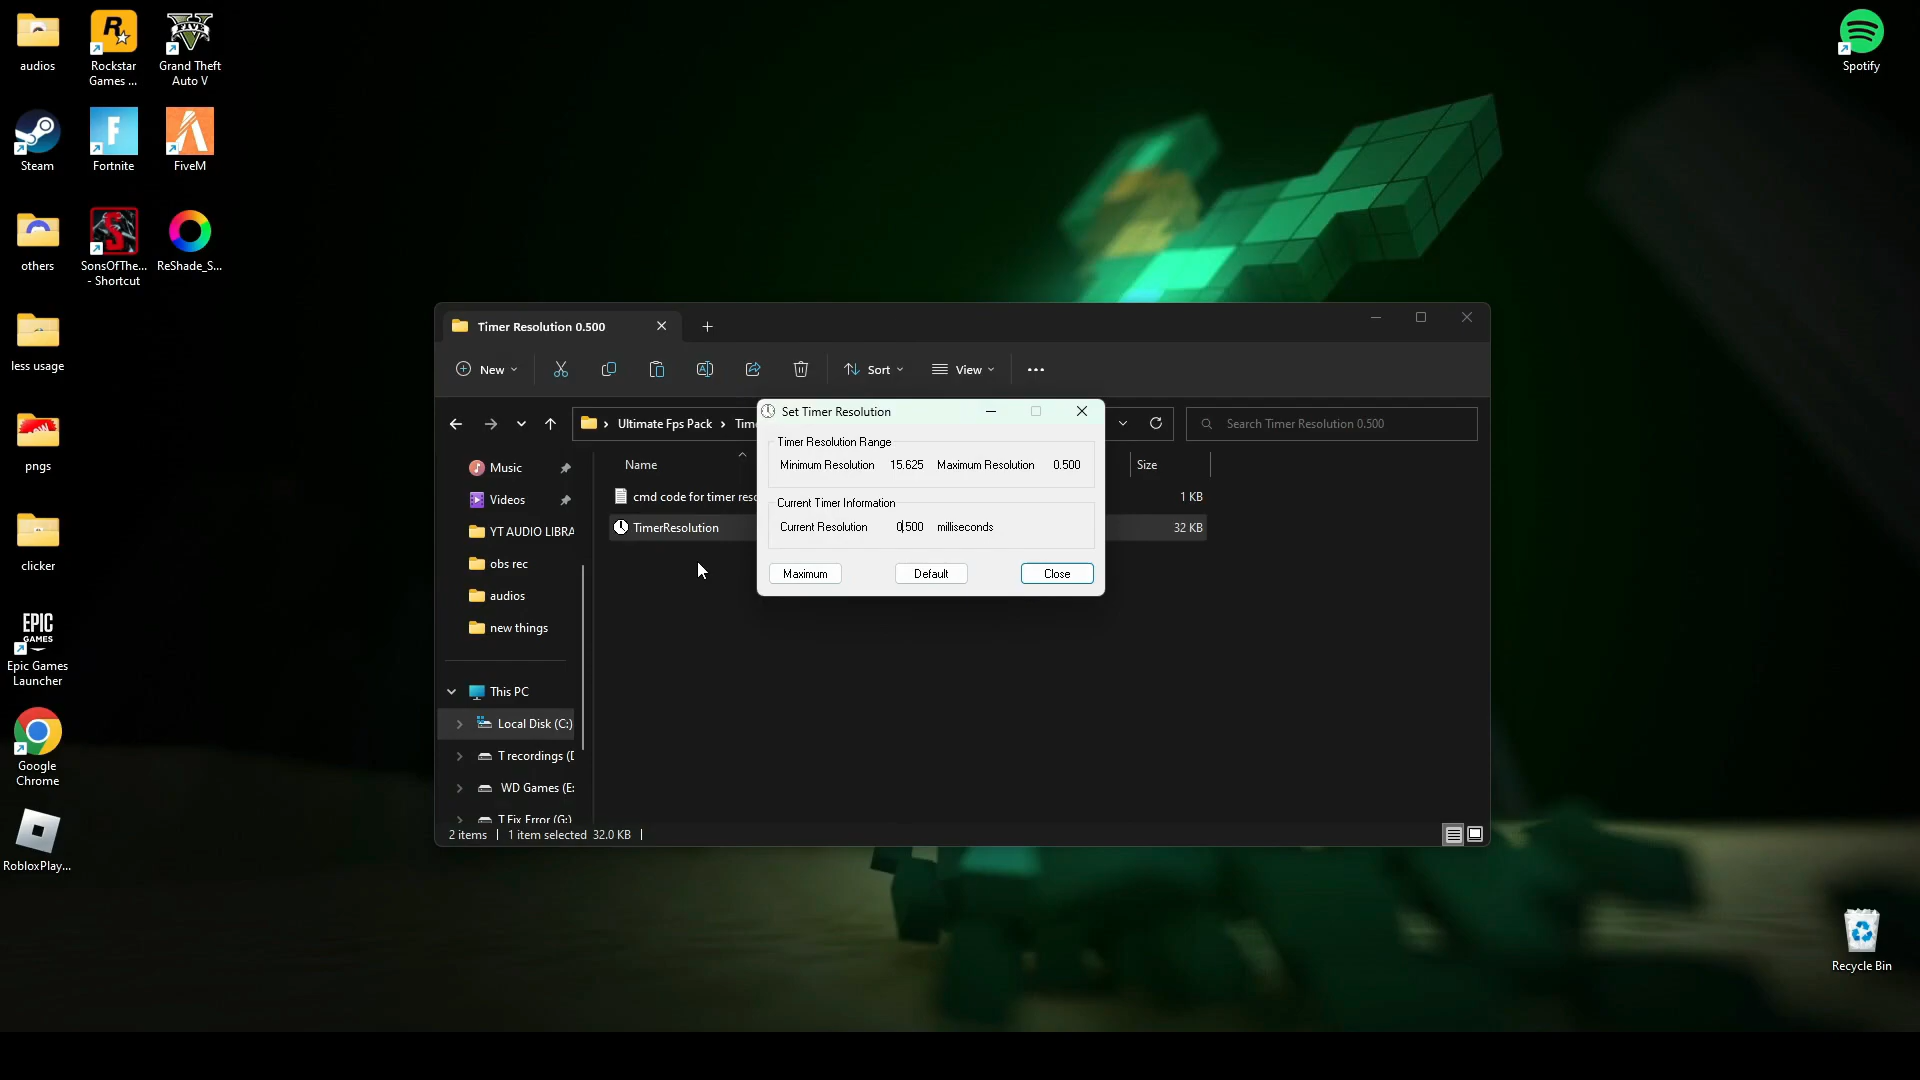 audios
Rockstar
Games ...
Grand Theft
Auto V
Spotify
Steam
Fortnite
FiveM
others
SonsOfThe...
- Shortcut
ReShade_S...
less usage
pngs
clicker
EPIC
GAMES
Epic Games
Launcher
Google
Chrome
RobloxPlay...
Recycle Bin
Timer Resolution 0.500
New
Sort
View
Ultimate Fps Pack
Search Timer Resolution 0.500
Name
Size
cmd code for timer reso
1 KB
TimerResolution
32 KB
Music
Videos
YT AUDIO LIBRA
obs rec
audios
new things
This PC
Local Disk (C:)
T recordings (
WD Games (E:
T Fix Error (G:)
2 items
1 item selected 32.0 KB
Set Timer Resolution
Timer Resolution Range
Minimum Resolution 15.625 Maximum Resolution 0.500
Current Timer Information
Current Resolution 0.500 milliseconds
Maximum
Default
Close